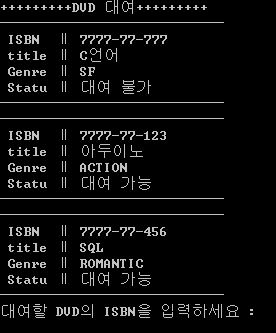 +++++++++DVD 대여+++++++++
ISBN ‖ 7777-77-777
title ‖ C언어
Genre ‖ SF
Statu ‖ 대여 불가
ISBN ‖ 7777-77-123
title ‖ 아두이노
Genre ‖ ACTION
Statu ‖ 대여 가능
ISBN ‖ 7777-77-456
title ‖ SQL
Genre ‖ ROMANTIC
Statu ‖ 대여 가능
대여할 DVD의 ISBN을 입력하세요 :